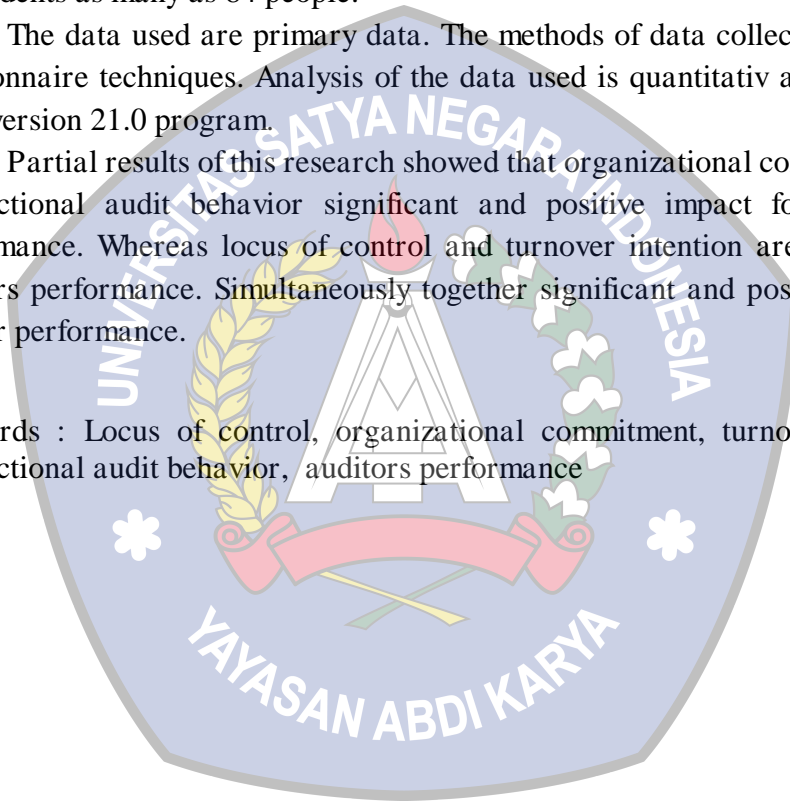 as many as
The data used are primary data. The methods of data collec
onnaire techniques. Analysis of the data used is quantitativ a
version 21.0 program.
Partial results of this research showed that organizational co
ctional audit behavior significant and positive impact fo
mance. Whereas locus of control and turnover intention are
rs performance. Simultaneously together significant and pos
r performance.
rds : Locus of control, organizational commitment, turno
ctional audit behavior, auditors performance
UNIVERSITAS SATYA NEGARA INDONESIA
YAYASAN ABDI KARYA